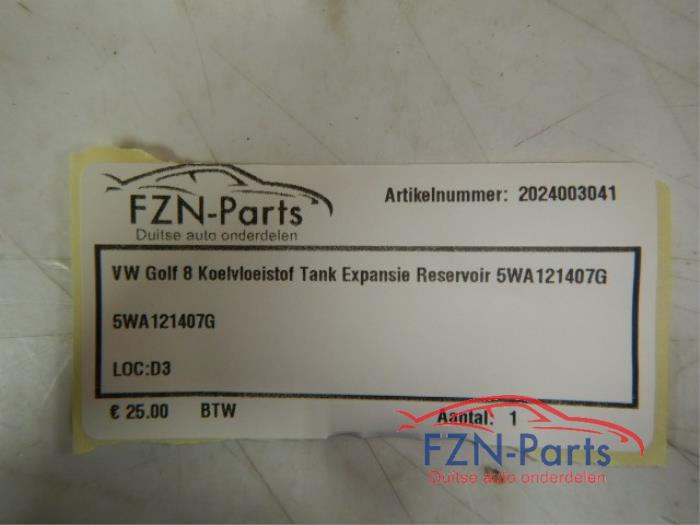 FZN-Parts
Duitse auto onderdelen
Artikelnummer: 2024003041
VW Golf 8 Koelvloeistof Tank Expansie Reservoir 5WA121407G
5WA121407G
LOC:D3
€ 25.00 BTW
Aantal: 1
FZN-Parts
Duitse auto onderdelen